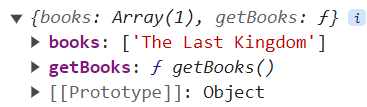 ▼ {books: Array(1), getBooks: ƒ} i
▶ books: ['The Last Kingdom']
▶ getBooks: ƒ getBooks()
▶ [[Prototype]]: Object